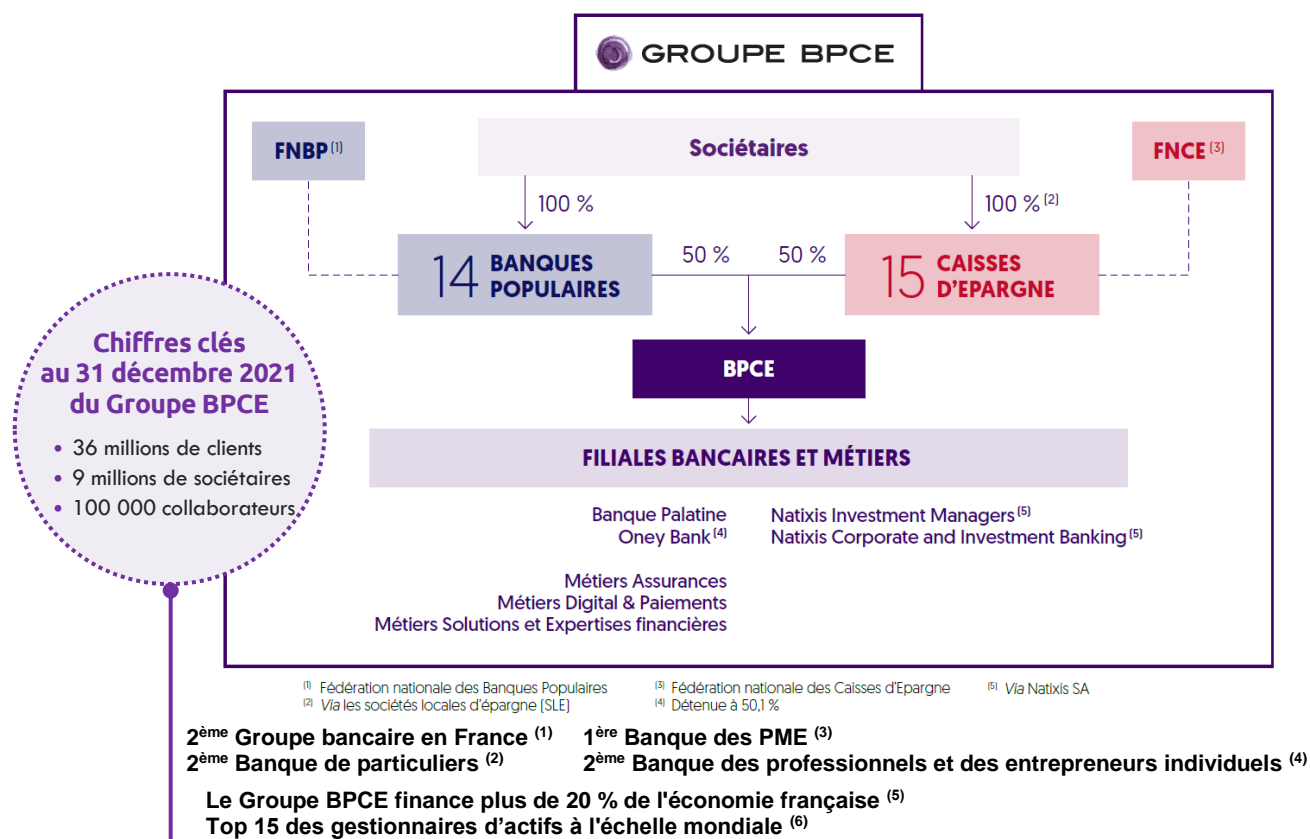 GROUPE BPCE
FNBP (1)
Sociétaires
FNCE (3)
100 %
100 % (2)
14 BANQUES
POPULAIRES
50 %
50 %
15 CAISSES
D'EPARGNE
Chiffres clés
au 31 décembre 2021
du Groupe BPCE
• 36 millions de clients
• 9 millions de sociétaires
• 100 000 collaborateurs
BPCE
FILIALES BANCAIRES ET MÉTIERS
Banque Palatine
Oney Bank (4)
Natixis Investment Managers (5)
Natixis Corporate and Investment Banking (5)
Métiers Assurances
Métiers Digital & Paiements
Métiers Solutions et Expertises financières
(1) Fédération nationale des Banques Populaires
(2) Via les sociétés locales d'épargne (SLE)
(3) Fédération nationale des Caisses d'Epargne
(4) Détenue à 50,1 %
(5) Via Natixis SA
2ème Groupe bancaire en France (1) 1ère Banque des PME (3)
2ème Banque de particuliers (2) 2ème Banque des professionnels et des entrepreneurs individuels (4)
Le Groupe BPCE finance plus de 20 % de l'économie française (5)
Top 15 des gestionnaires d’actifs à l'échelle mondiale (6)